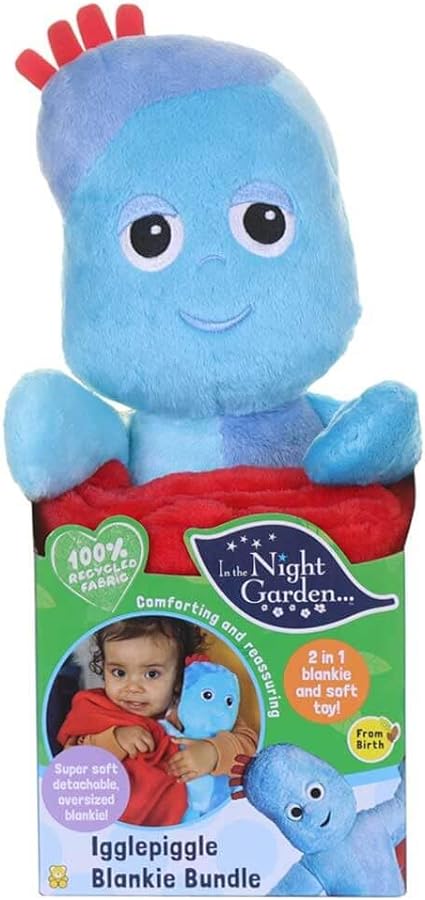 100%
RECYCLED
FABRIC
In the Night
Garden...
Comforting and reassuring
2 in 1
blankie
and soft
toy!
From
Birth
Super soft
detachable,
oversized
blankie!
Igglepiggle
Blankie Bundle